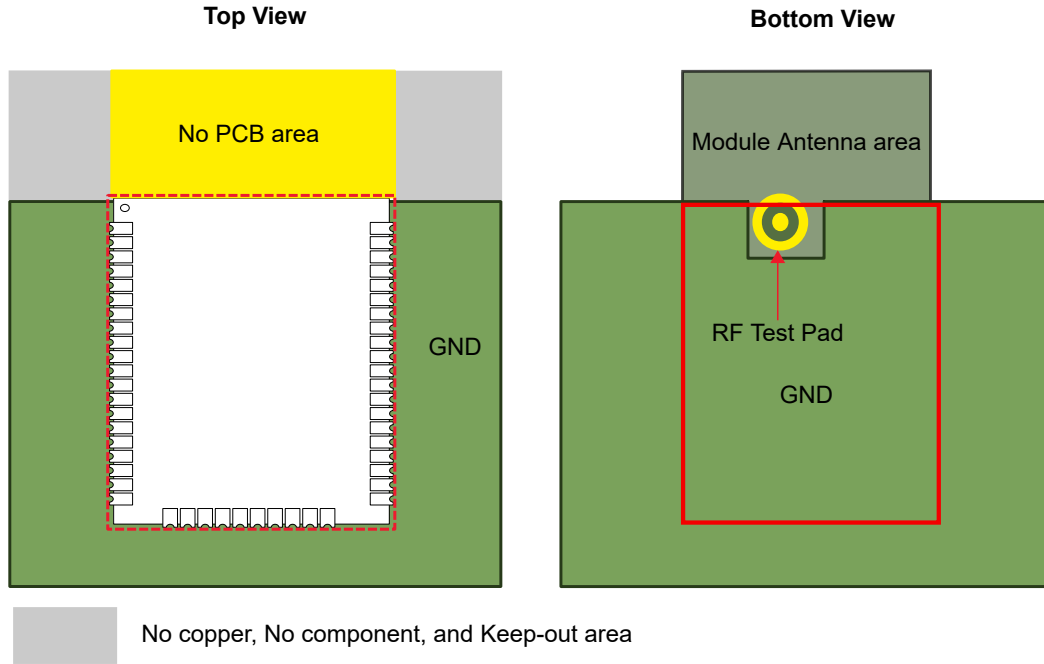 Top View
Bottom View
No PCB area
Module Antenna area
GND
RF Test Pad
GND
No copper, No component, and Keep-out area